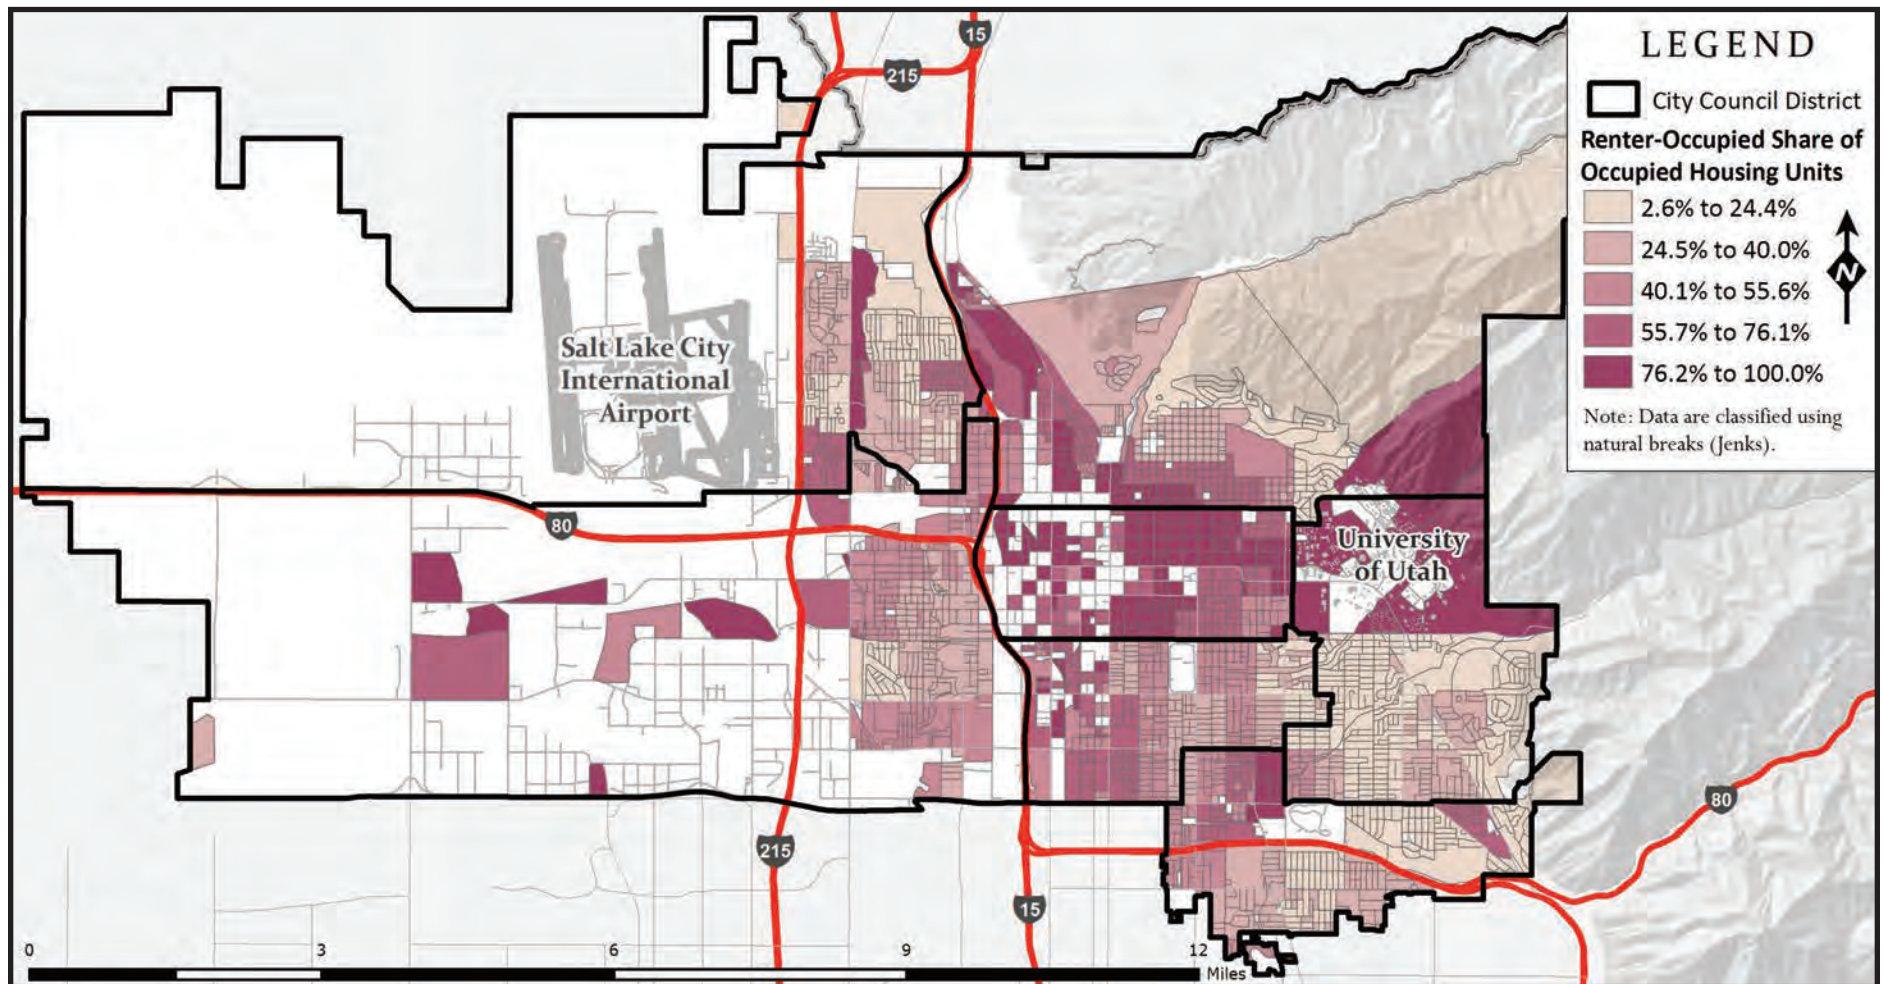 LEGEND
City Council District
Renter-Occupied Share of
Occupied Housing Units
2.6% to 24.4%
24.5% to 40.0%
40.1% to 55.6%
55.7% to 76.1%
76.2% to 100.0%
N
Note: Data are classified using
natural breaks (Jenks).
15
215
Salt Lake City
International
Airport
80
University
of Utah
80
215
15
0 3 6 9 12
Miles